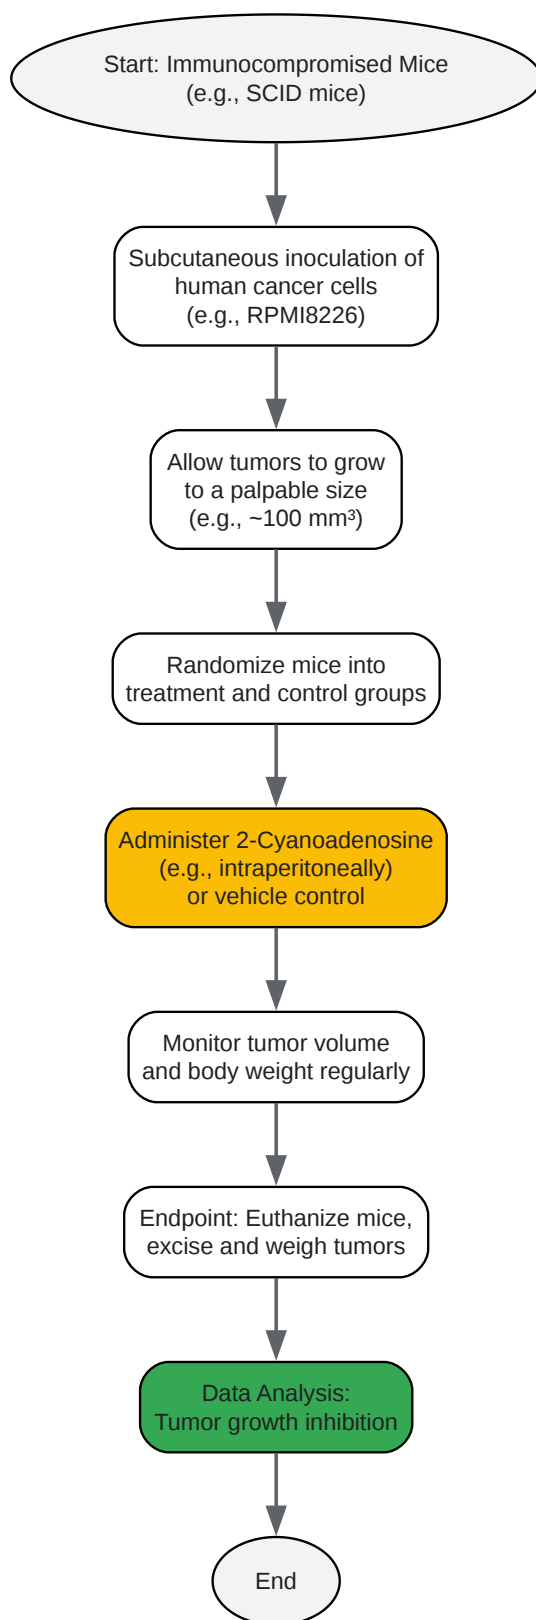 Start: Immunocompromised Mice
(e.g., SCID mice)
Subcutaneous inoculation of
human cancer cells
(e.g., RPMI8226)
Allow tumors to grow
to a palpable size
(e.g., ~100 mm³)
Randomize mice into
treatment and control groups
Administer 2-Cyanoadenosine
(e.g., intraperitoneally)
or vehicle control
Monitor tumor volume
and body weight regularly
Endpoint: Euthanize mice,
excise and weigh tumors
Data Analysis:
Tumor growth inhibition
End